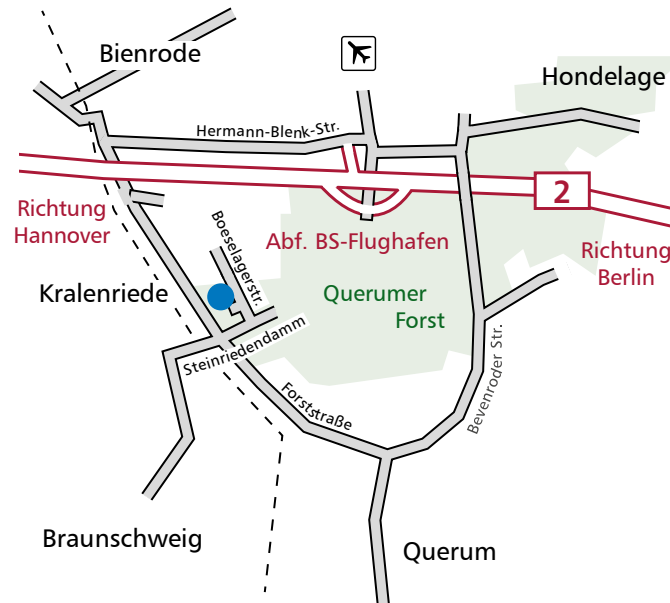 Bienrode
Hondelage
Hermann-Blenk-Str.
2
Richtung
Hannover
Boeselagerstr.
Abf. BS-Flughafen
Richtung
Berlin
Kralenriede
Querumer
Forst
Steinriedendamm
Bevenroder Str.
Forststraße
Braunschweig
Querum